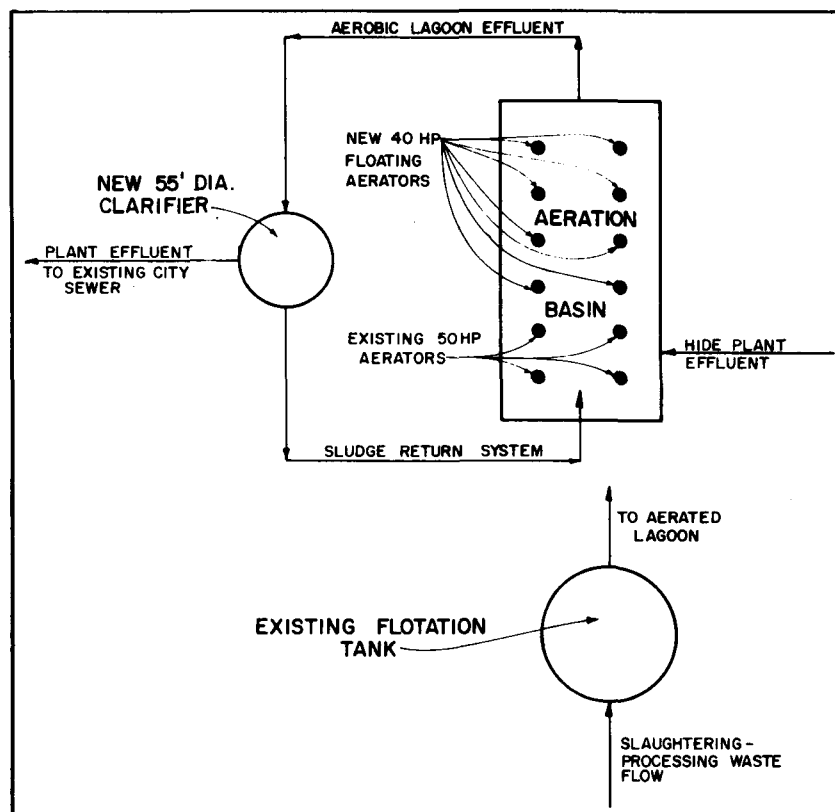 AEROBIC LAGOON EFFLUENT
NEW 40 HP
FLOATING
AERATORS
NEW 55' DIA.
CLARIFIER
AERATION
PLANT EFFLUENT
TO EXISTING CITY
SEWER
BASIN
EXISTING 50HP
AERATORS
HIDE PLANT
EFFLUENT
SLUDGE RETURN SYSTEM
TO AERATED
LAGOON
EXISTING FLOTATION
TANK
SLAUGHTERING-
PROCESSING WASTE
FLOW